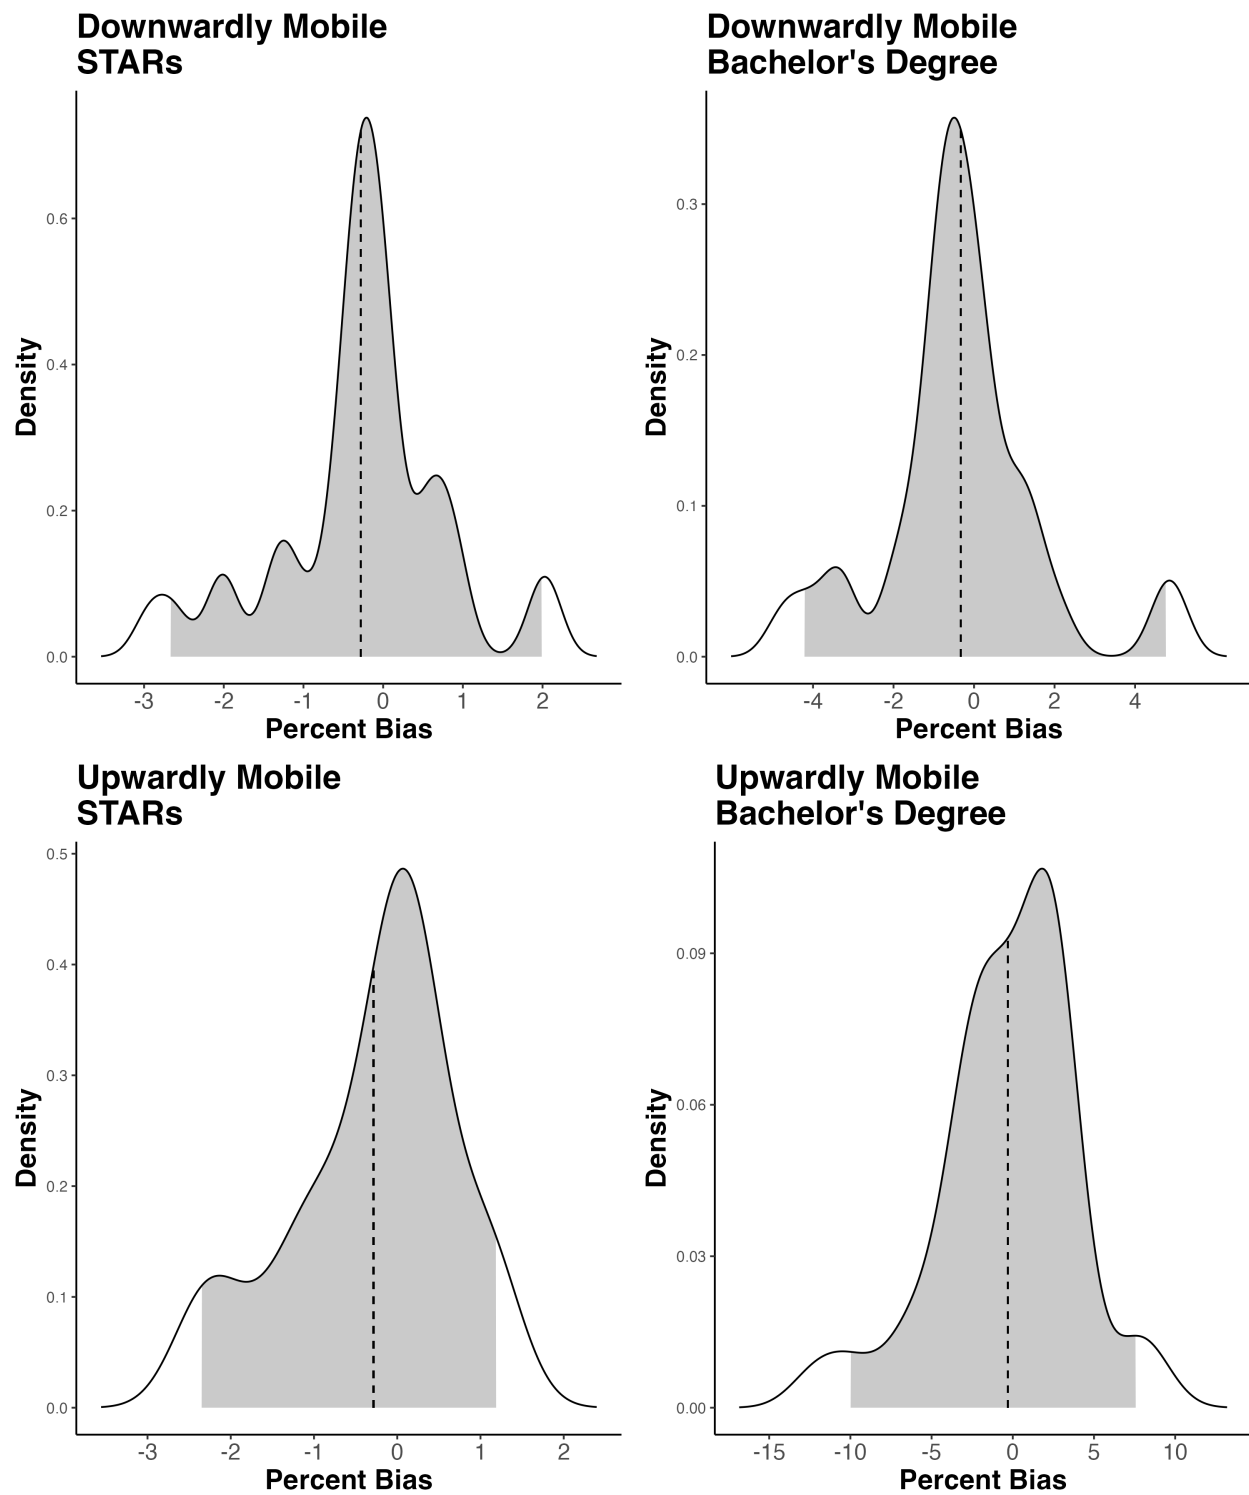 Downwardly Mobile
STARs
Density
0.6
0.4
0.2
0.0
-3 -2 -1 0 1 2
Percent Bias
Downwardly Mobile
Bachelor's Degree
Density
0.3
0.2
0.1
0.0
-4 -2 0 2 4
Percent Bias
Upwardly Mobile
STARs
Density
0.5
0.4
0.3
0.2
0.1
0.0
-3 -2 -1 0 1 2
Percent Bias
Upwardly Mobile
Bachelor's Degree
Density
0.09
0.06
0.03
0.00
-15 -10 -5 0 5 10
Percent Bias